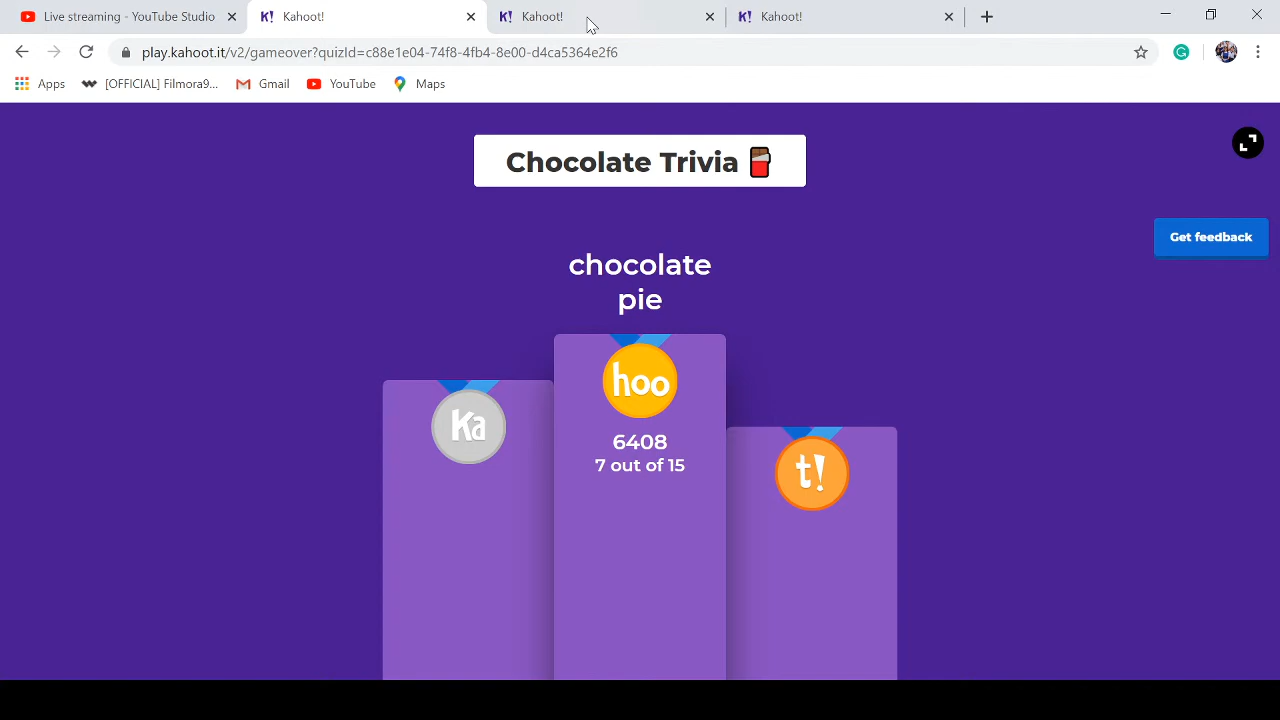 Live streaming - YouTube Studio
K! Kahoot!
K! Kahoot!
K! Kahoot!
play.kahoot.it/v2/gameover?quizId=c88e1e04-74f8-4fb4-8e00-d4ca5364e2f6
Apps
[OFFICIAL] Filmora9...
Gmail
YouTube
Maps
Chocolate Trivia
Get feedback
chocolate
pie
hoo
Ka
6408
7 out of 15
t!